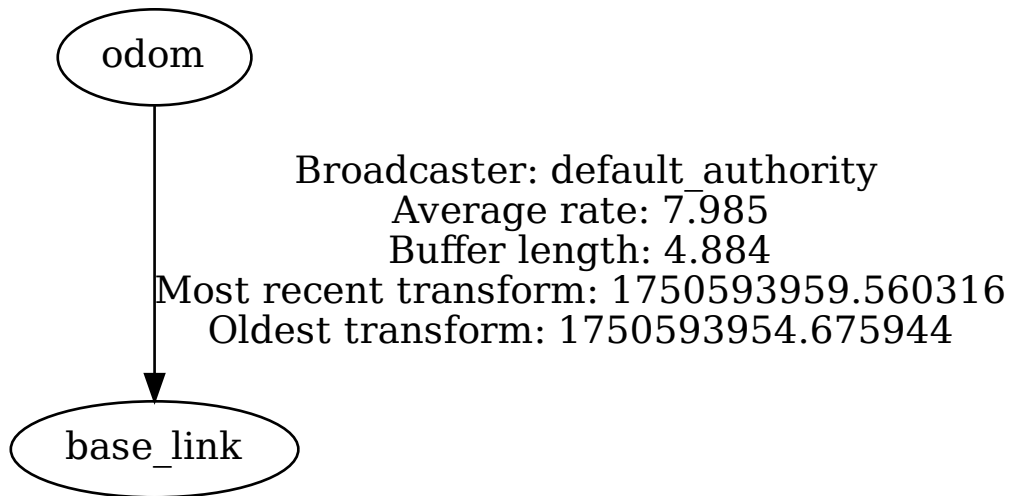 odom
Broadcaster: default_authority
Average rate: 7.985
Buffer length: 4.884
Most recent transform: 1750593959.560316
Oldest transform: 1750593954.675944
base_link